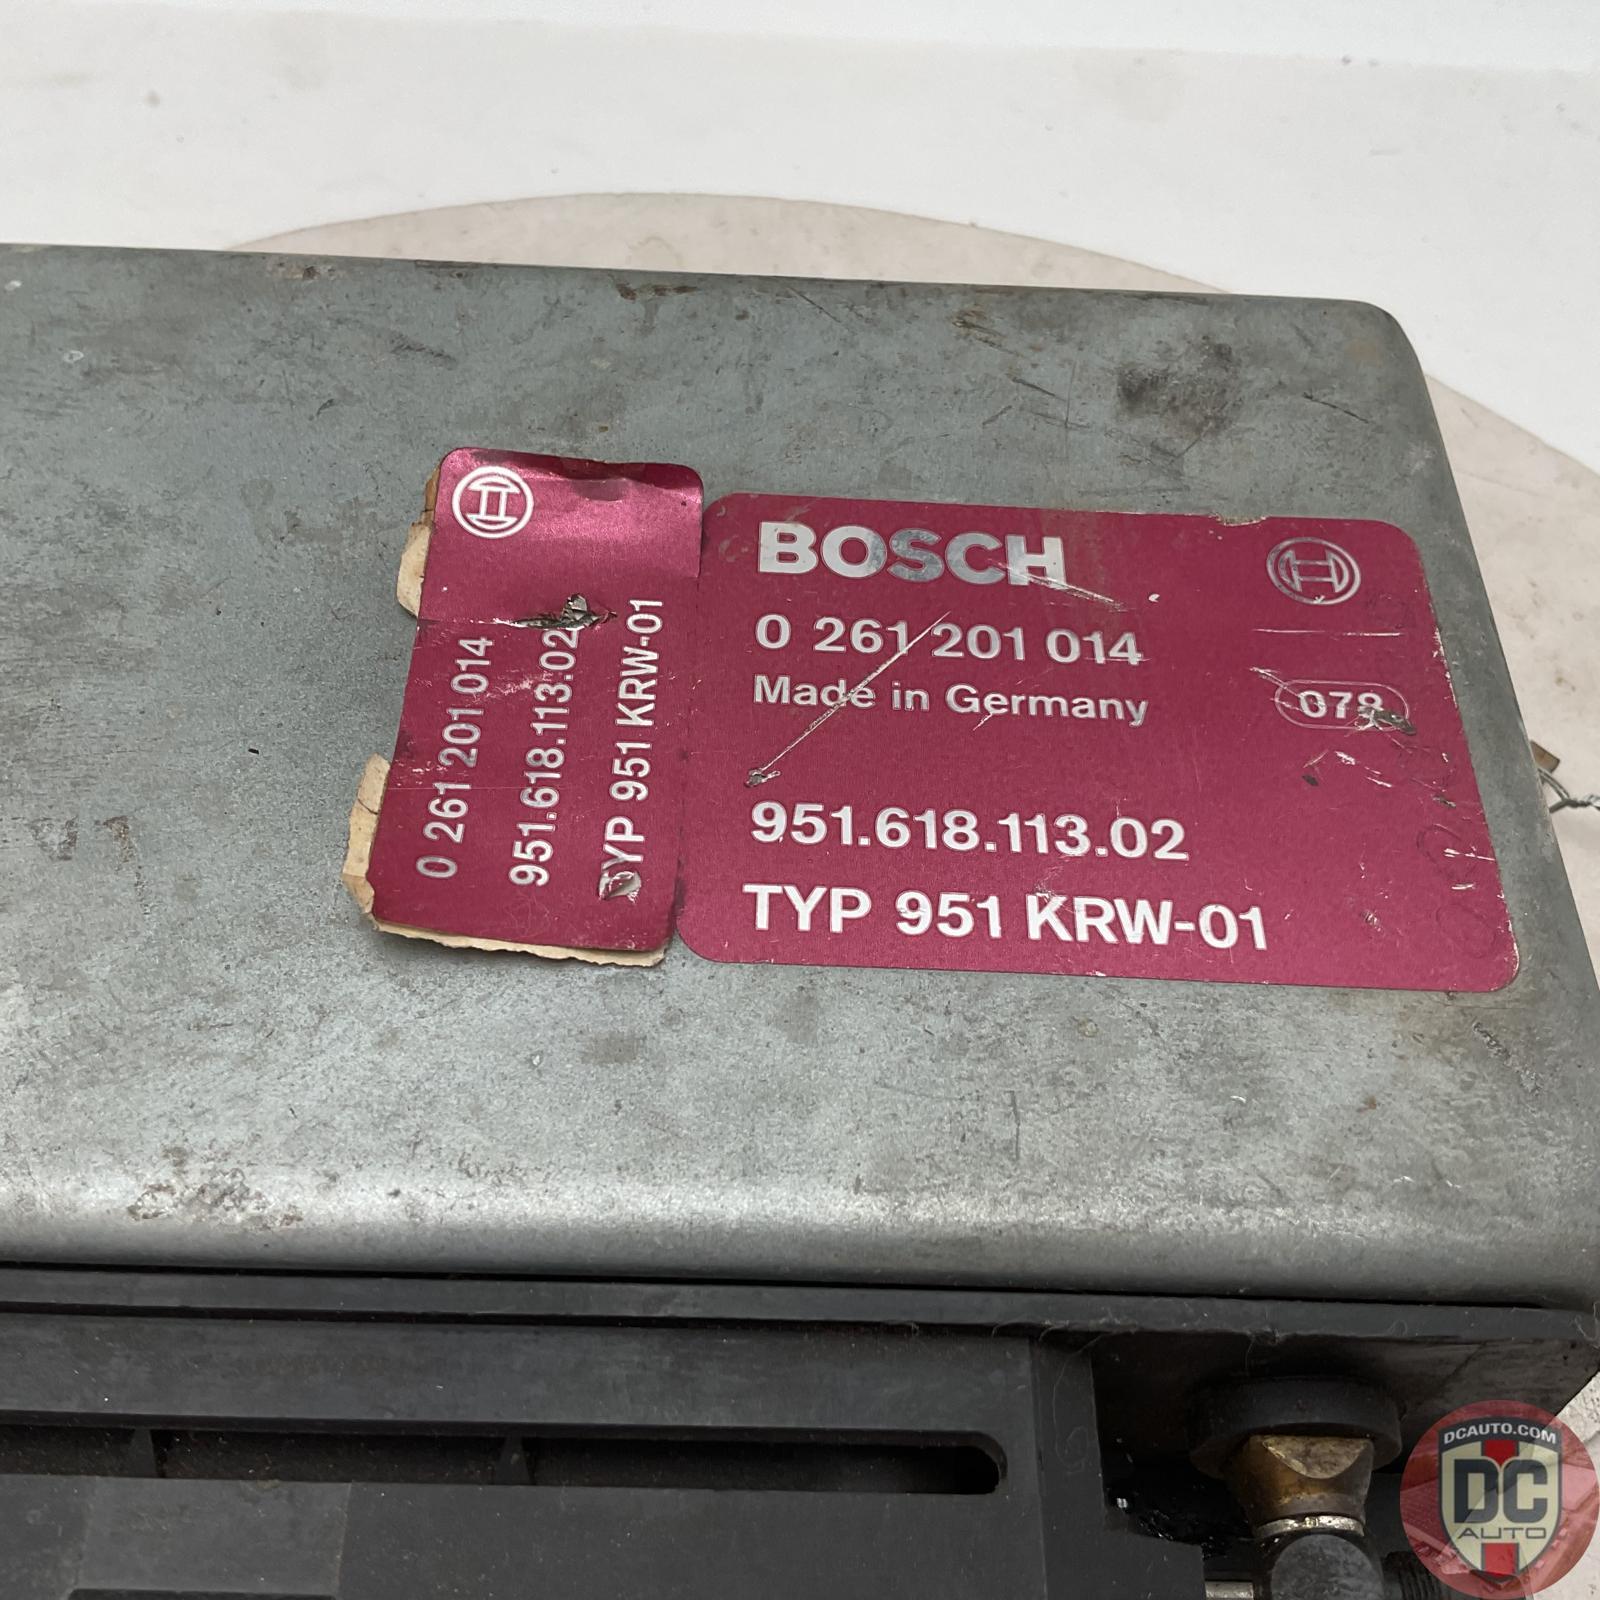 0 261 201 014
951.618.113.02
TYP 951 KRW-01
BOSCH
0 261 201 014
Made in Germany
078
951.618.113.02
TYP 951 KRW-01
DCAUTO.COM
DC
AUTO